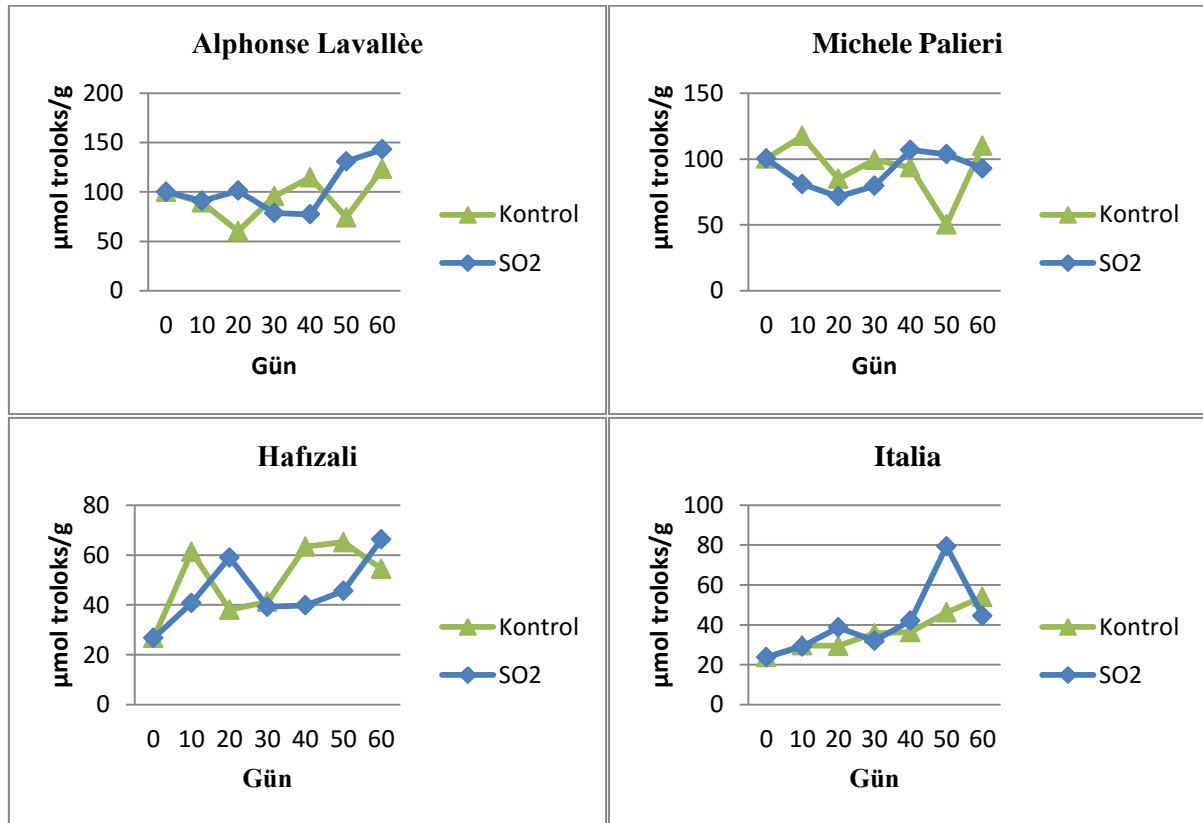 Alphonse Lavallèe
µmol troloks/g
200
150
100
50
0
0 10 20 30 40 50 60
Gün
Kontrol
SO2
Michele Palieri
µmol troloks/g
150
100
50
0
0 10 20 30 40 50 60
Gün
Kontrol
SO2
Hafızali
µmol troloks/g
80
60
40
20
0
0 10 20 30 40 50 60
Gün
Kontrol
SO2
Italia
µmol troloks/g
100
80
60
40
20
0
0 10 20 30 40 50 60
Gün
Kontrol
SO2